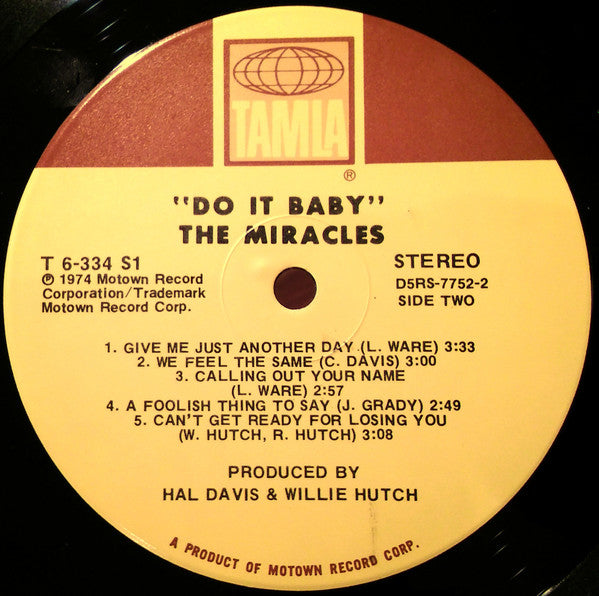 TAMLA
®
"DO IT BABY"
THE MIRACLES
T 6-334 S1
℗ 1974 Motown Record
Corporation/Trademark
Motown Record Corp.
STEREO
D5RS-7752-2
SIDE TWO
1. GIVE ME JUST ANOTHER DAY (L. WARE) 3:33
2. WE FEEL THE SAME (C. DAVIS) 3:00
3. CALLING OUT YOUR NAME
(L. WARE) 2:57
4. A FOOLISH THING TO SAY (J. GRADY) 2:49
5. CAN'T GET READY FOR LOSING YOU
(W. HUTCH, R. HUTCH) 3:08
PRODUCED BY
HAL DAVIS & WILLIE HUTCH
A PRODUCT OF MOTOWN RECORD CORP.